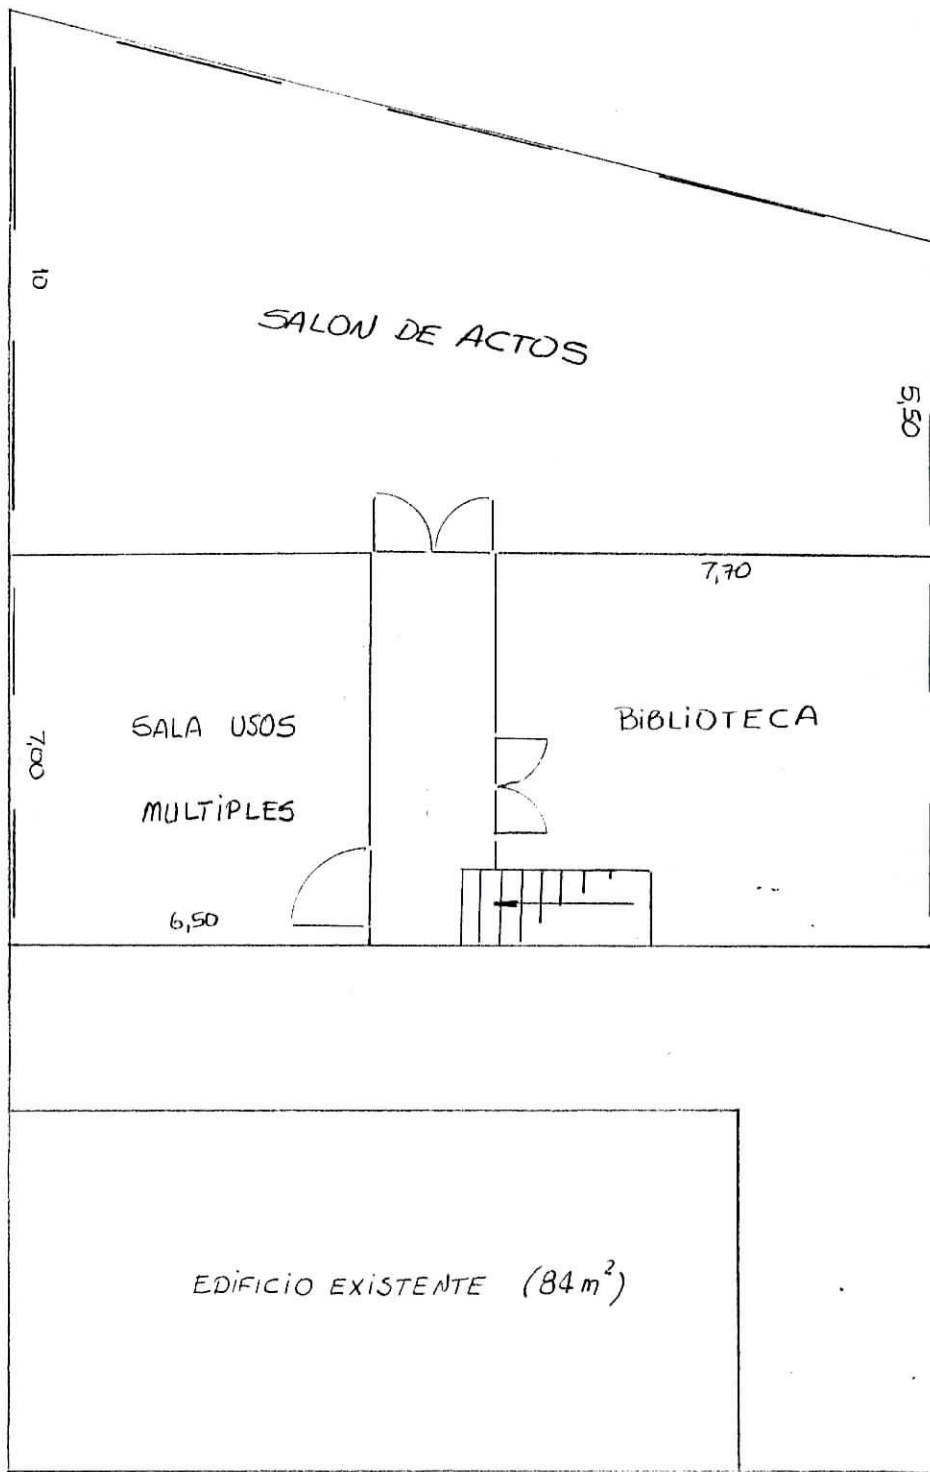 10
SALON DE ACTOS
5,50
7,70
SALA USOS
MULTiPLES
BiBLiOTECA
7,00
6,50
EDiFiCiO EXiSTENTE (84 m²)